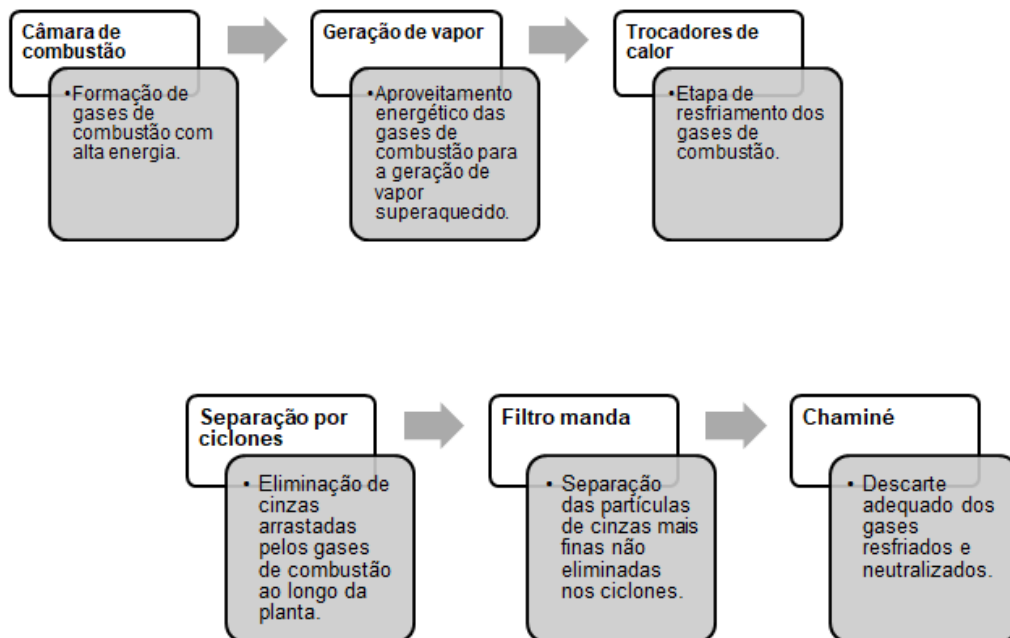 Câmara de
combustão
•Formação de
gases de
combustão com
alta energia.
Geração de vapor
•Aproveitamento
energético das
gases de
combustão para
a geração de
vapor
superaquecido.
Trocadores de
calor
•Etapa de
resfriamento dos
gases de
combustão.
Separação por
ciclones
• Eliminação de
cinzas
arrastadas
pelos gases
de combustão
ao longo da
planta.
Filtro manda
• Separação
das partículas
de cinzas mais
finas não
eliminadas
nos ciclones.
Chaminé
• Descarte
adequado dos
gases
resfriados e
neutralizados.